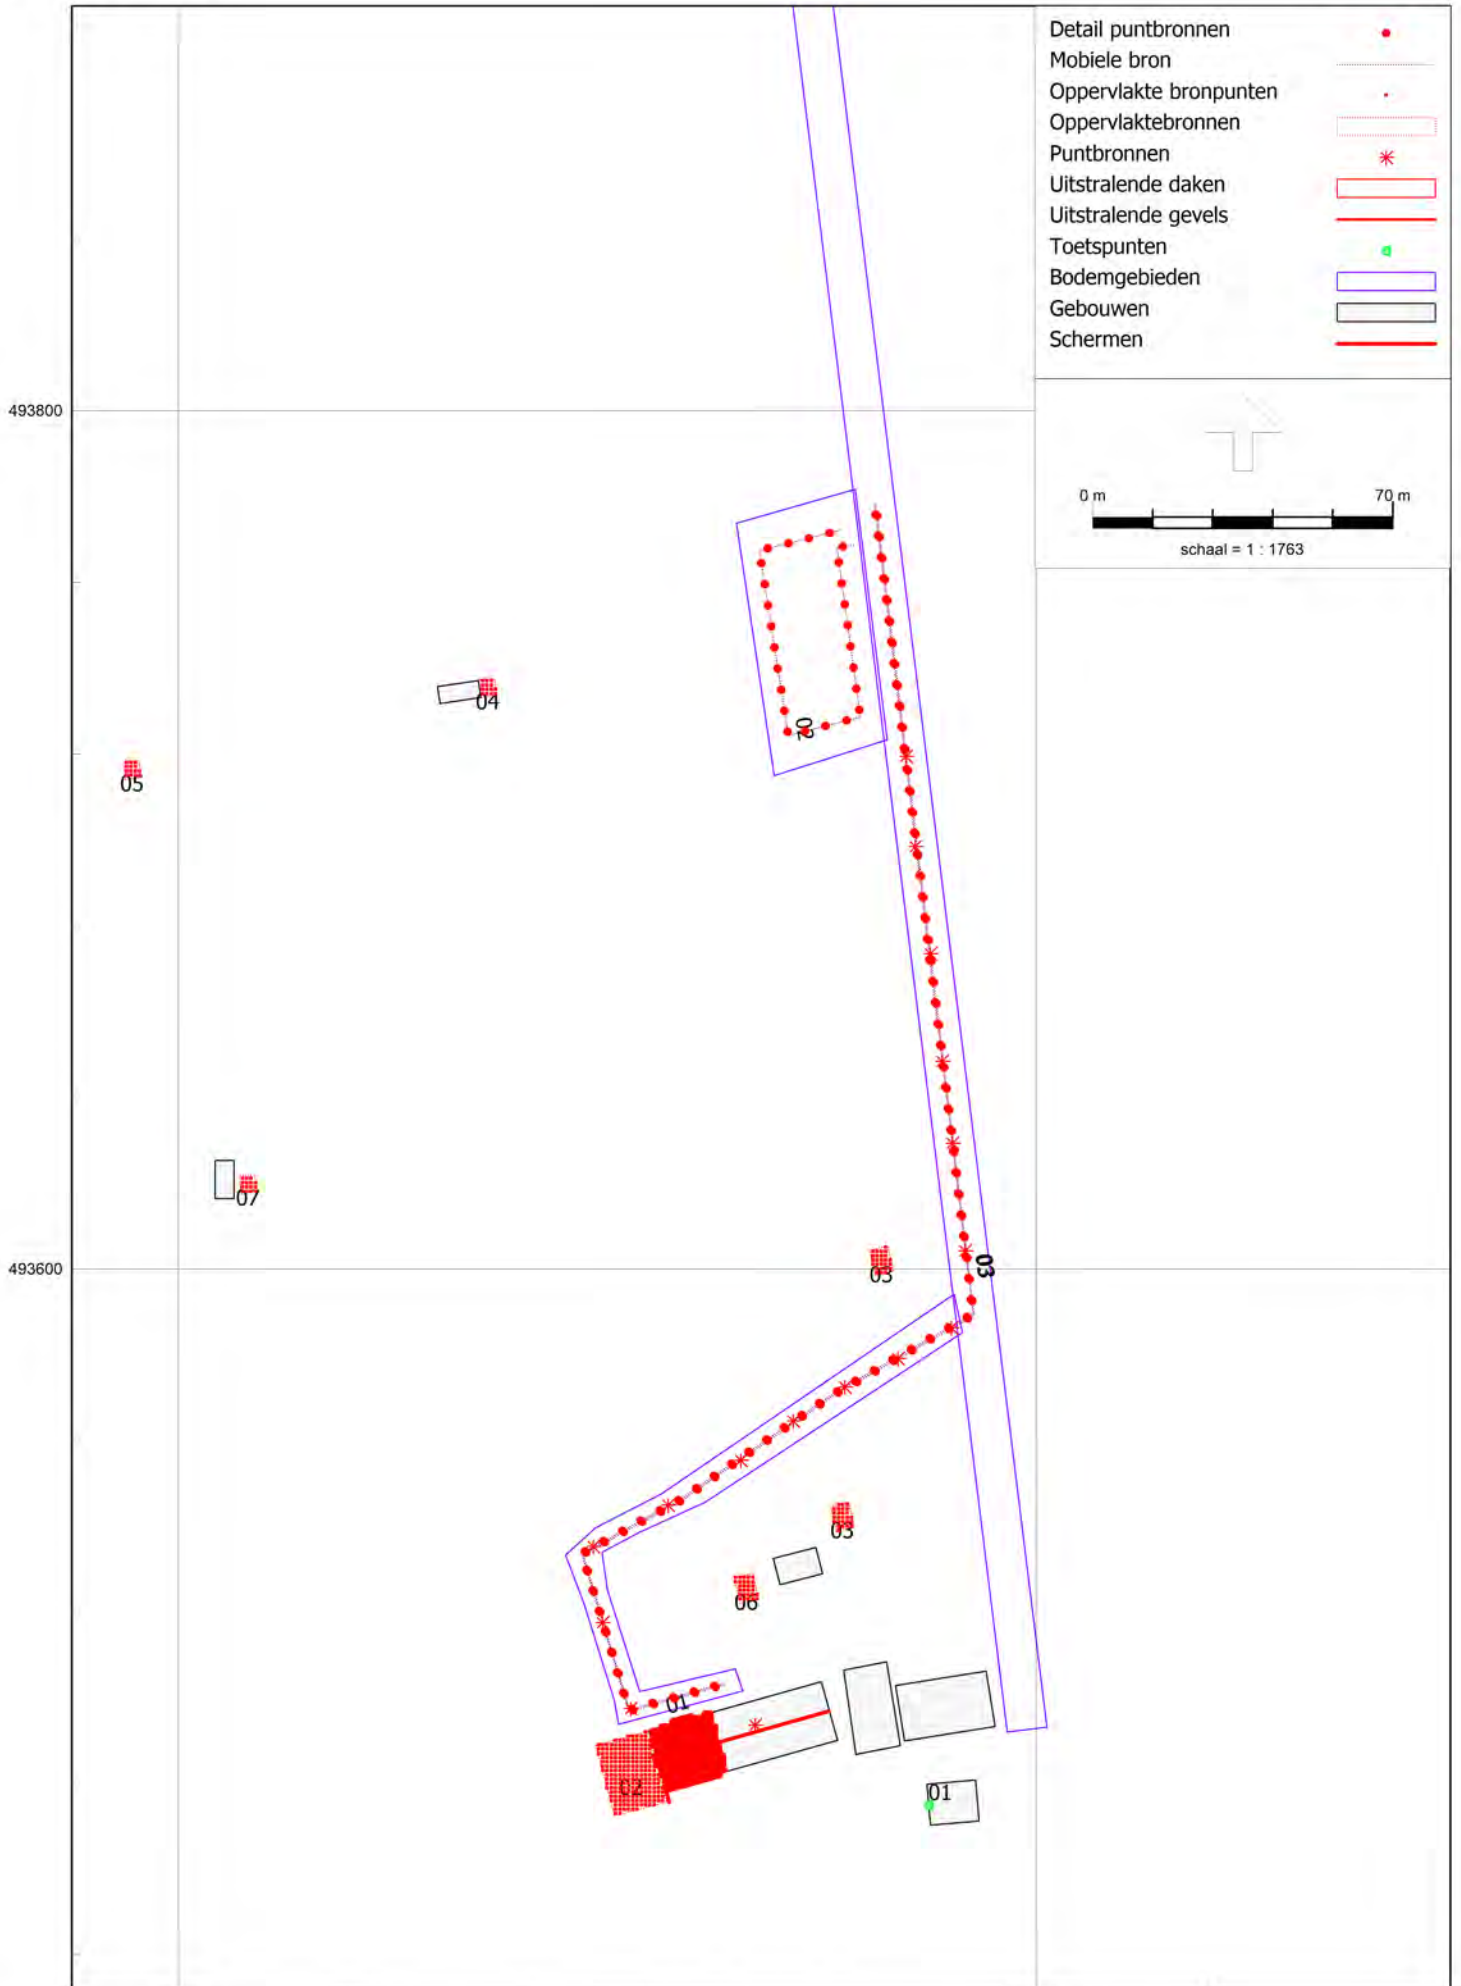 Detail puntbronnen
Mobiele bron
Oppervlakte bronpunten
Oppervlaktebronnen
Puntbronnen
Uitstralende daken
Uitstralende gevels
Toetspunten
Bodemgebieden
Gebouwen
Schermen
493800
0 m 70 m
schaal = 1 : 1763
04
02
05
07
03
493600
03
03
06
01
02
01